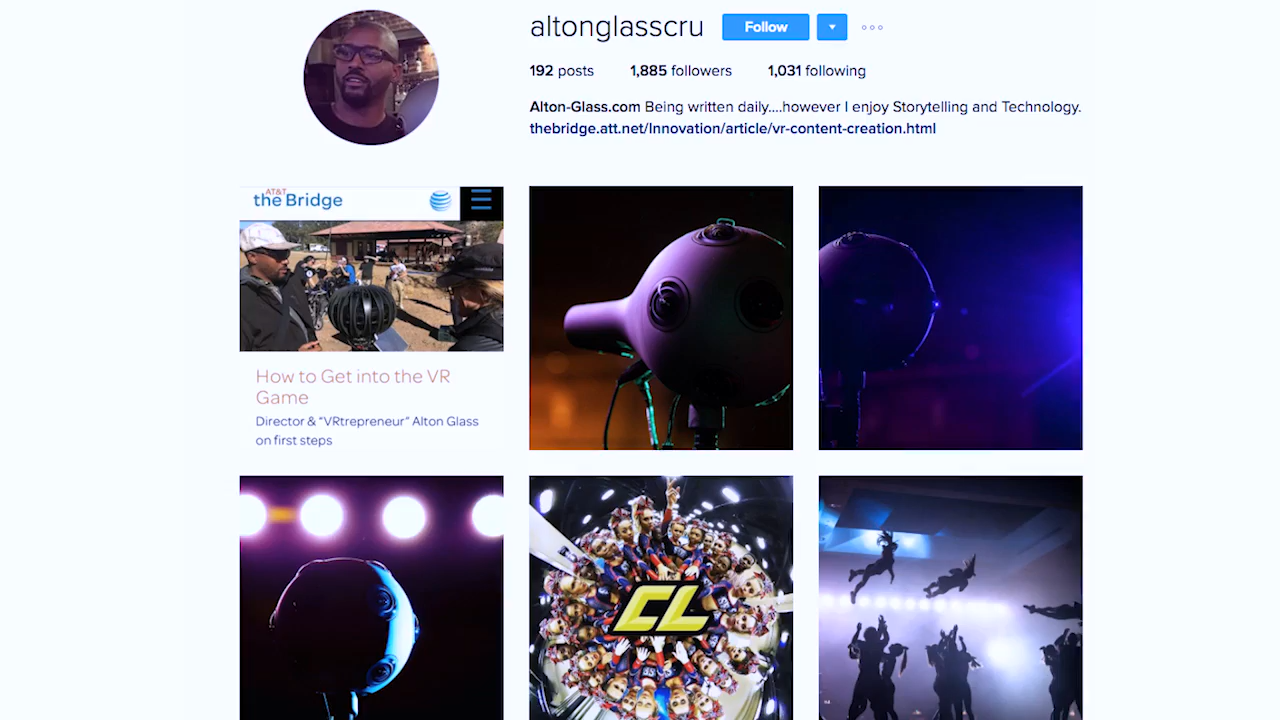 altonglasscru Follow
192 posts 1,885 followers 1,031 following
Alton-Glass.com Being written daily....however I enjoy Storytelling and Technology.
thebridge.att.net/Innovation/article/vr-content-creation.html
AT&T
the Bridge
How to Get into the VR
Game
Director & “VRtrepreneur” Alton Glass
on first steps
CL